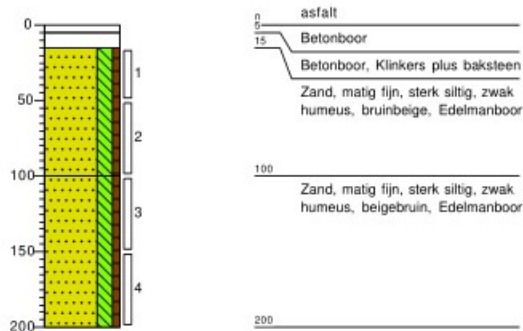 0
50
100
150
200
1
2
3
4
0
asfalt
5
Betonboor
15
Betonboor, Klinkers plus baksteen
Zand, matig fijn, sterk siltig, zwak
humeus, bruinbeige, Edelmanboor
100
Zand, matig fijn, sterk siltig, zwak
humeus, beigebruin, Edelmanboor
200